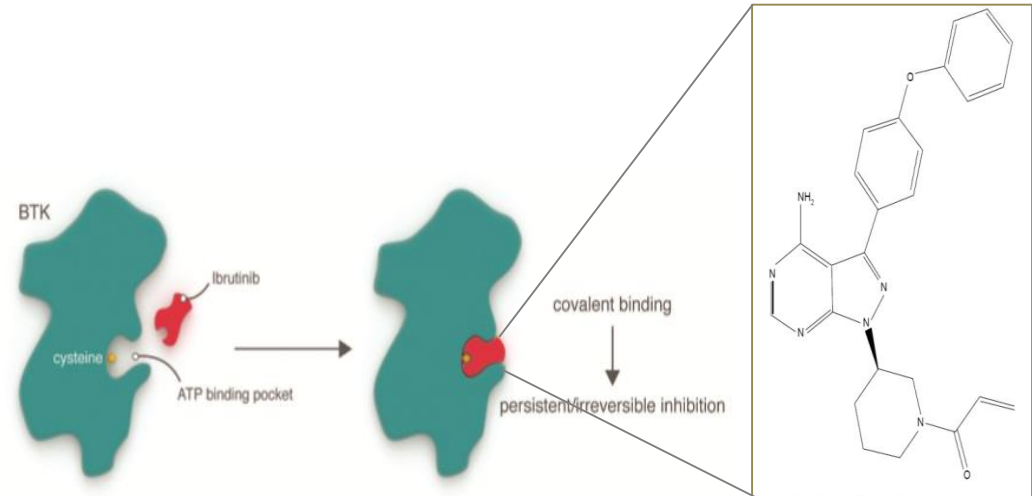 BTK
Ibrutinib
cysteine
ATP binding pocket
covalent binding
persistent/irreversible inhibition
O
NH₂
N
N
N
N
N
O